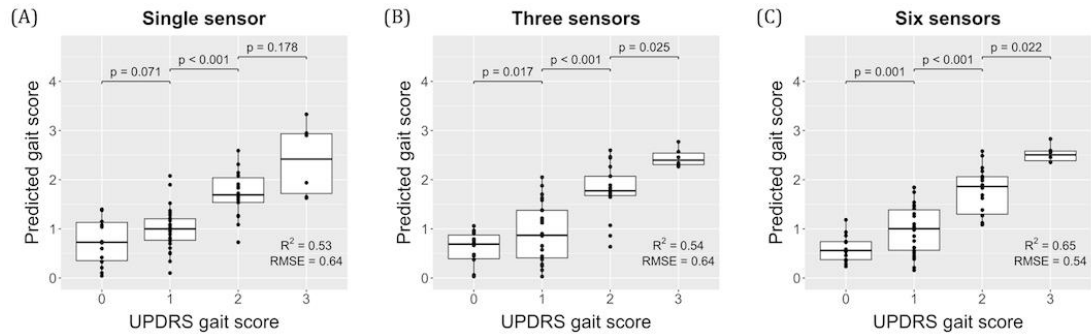 (A)
Single sensor
p = 0.178
p < 0.001
p = 0.071
4
3
2
1
0
Predicted gait score
R² = 0.53
RMSE = 0.64
0 1 2 3
UPDRS gait score
(B)
Three sensors
p = 0.025
p < 0.001
p = 0.017
4
3
2
1
0
Predicted gait score
R² = 0.54
RMSE = 0.64
0 1 2 3
UPDRS gait score
(C)
Six sensors
p = 0.022
p < 0.001
p = 0.001
4
3
2
1
0
Predicted gait score
R² = 0.65
RMSE = 0.54
0 1 2 3
UPDRS gait score